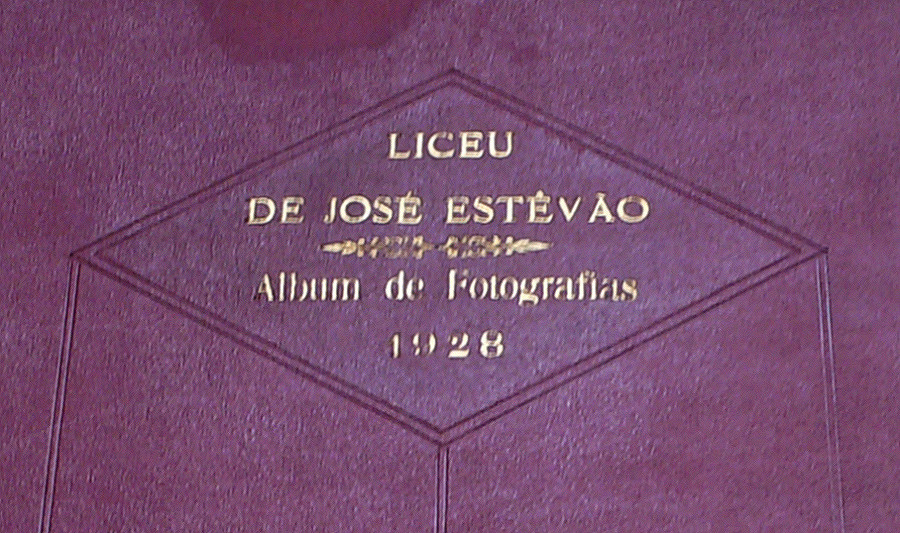 LICEU
DE JOSÉ ESTÊVÃO
Album de Fotografias
1928